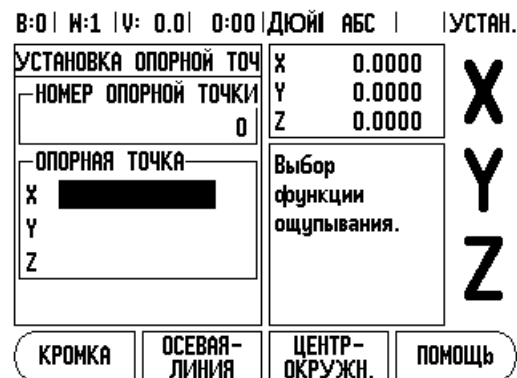 В:0 | W:1 | V: 0.0 | 0:00 | ДЮЙМ АБС | | УСТАН.
УСТАНОВКА ОПОРНОЙ ТОЧ
НОМЕР ОПОРНОЙ ТОЧКИ
0
ОПОРНАЯ ТОЧКА
X
Y
Z
X 0.0000
Y 0.0000
Z 0.0000
Выбор
функции
ощупывания.
X
Y
Z
КРОМКА
ОСЕВАЯ-
ЛИНИЯ
ЦЕНТР-
ОКРУЖН.
ПОМОЩЬ